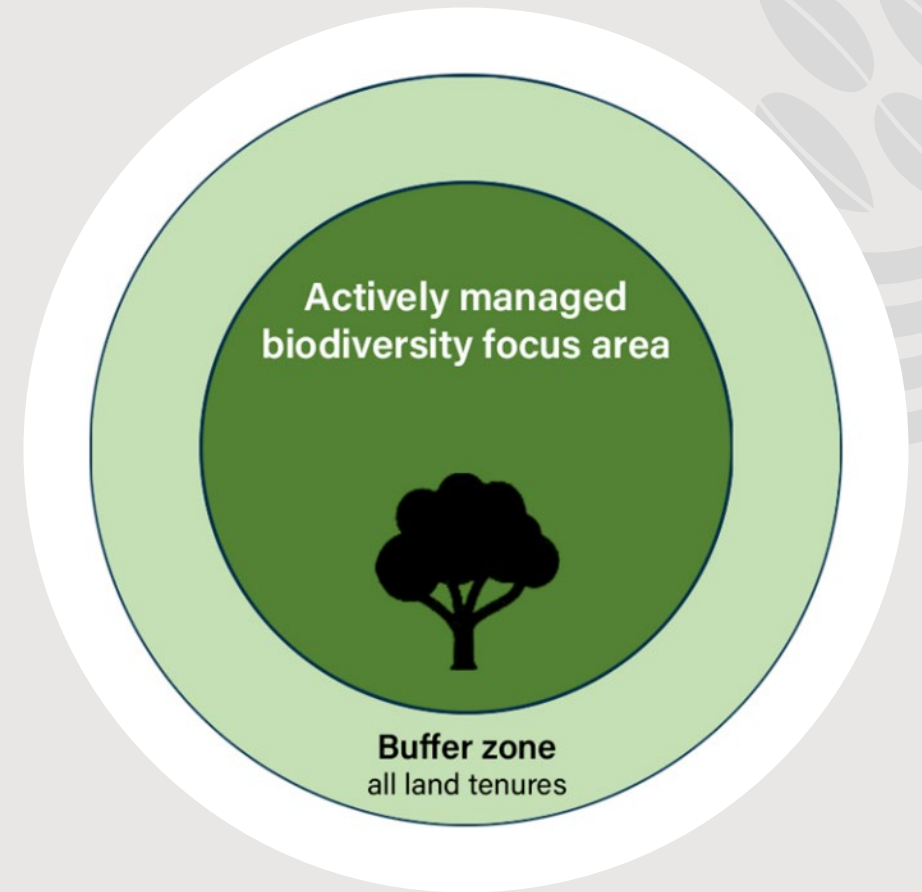 Actively managed
biodiversity focus area
Buffer zone
all land tenures